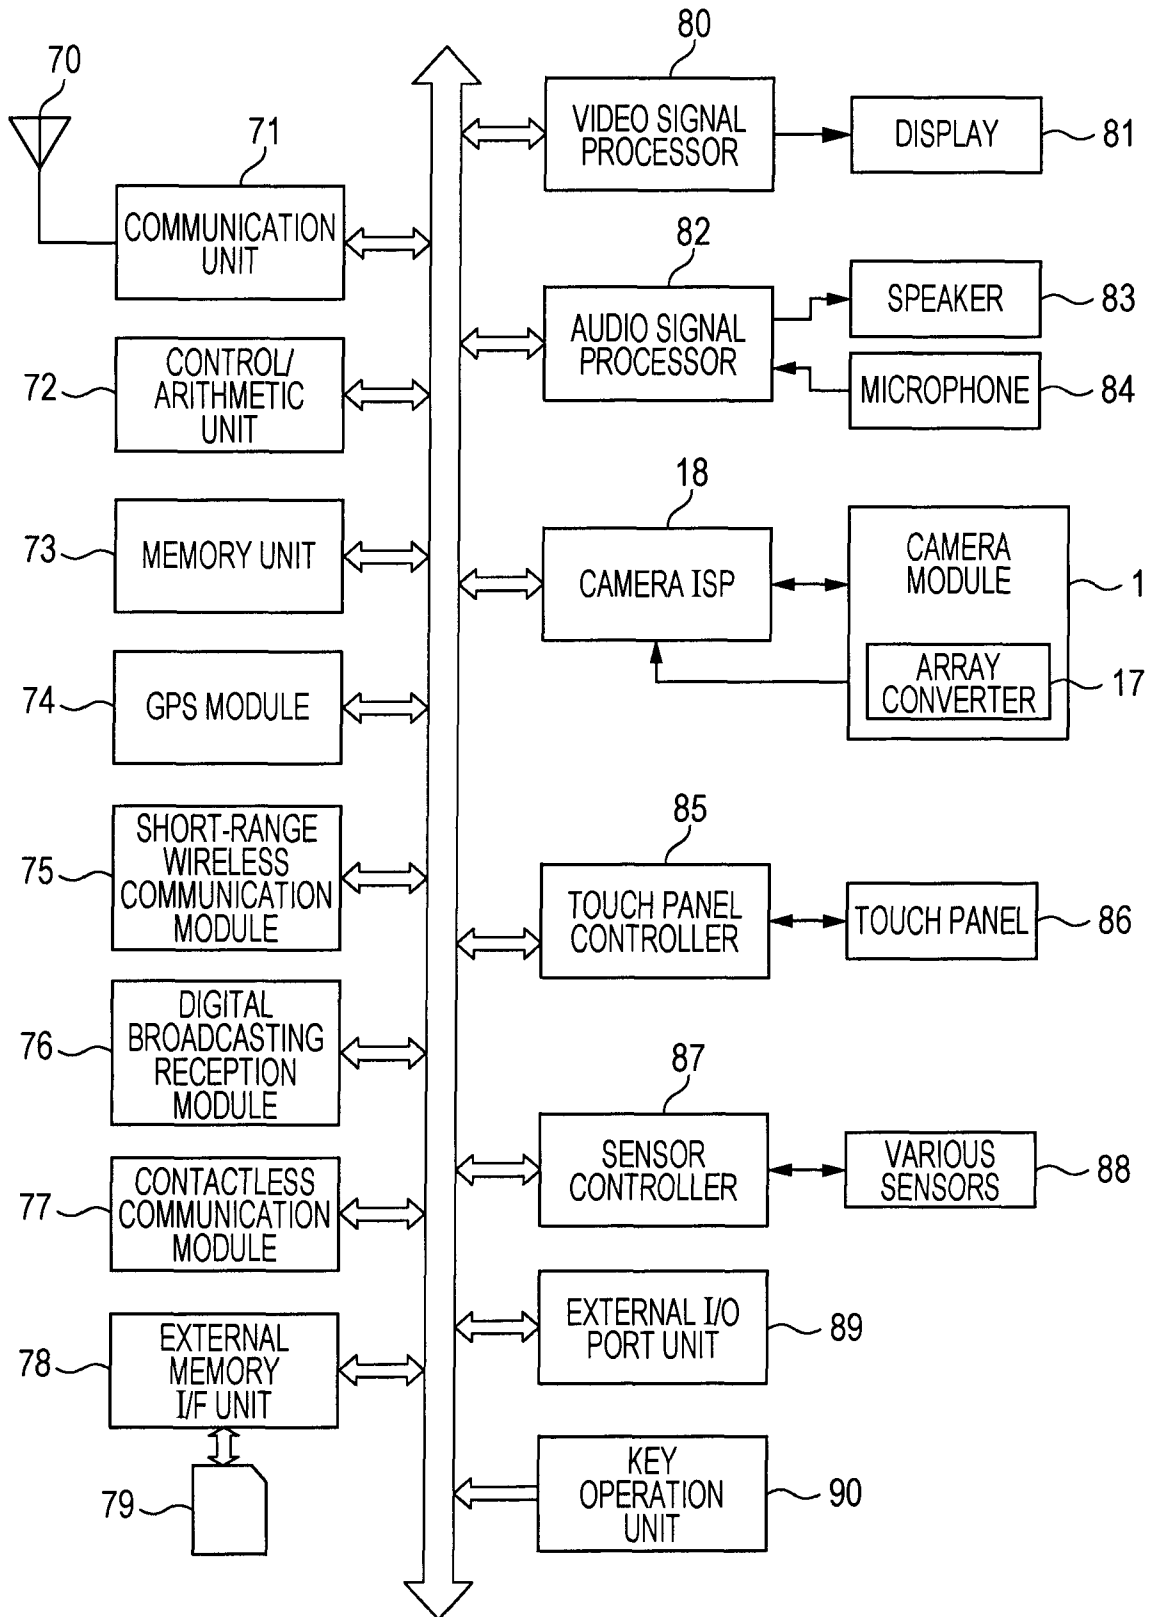 70
71
COMMUNICATION
UNIT
72
CONTROL/
ARITHMETIC
UNIT
73
MEMORY UNIT
74
GPS MODULE
75
SHORT-RANGE
WIRELESS
COMMUNICATION
MODULE
76
DIGITAL
BROADCASTING
RECEPTION
MODULE
77
CONTACTLESS
COMMUNICATION
MODULE
78
EXTERNAL
MEMORY
I/F UNIT
79
80
VIDEO SIGNAL
PROCESSOR
DISPLAY
81
82
AUDIO SIGNAL
PROCESSOR
SPEAKER
83
MICROPHONE
84
18
CAMERA ISP
CAMERA
MODULE
1
ARRAY
CONVERTER
17
85
TOUCH PANEL
CONTROLLER
TOUCH PANEL
86
87
SENSOR
CONTROLLER
VARIOUS
SENSORS
88
EXTERNAL I/O
PORT UNIT
89
KEY
OPERATION
UNIT
90